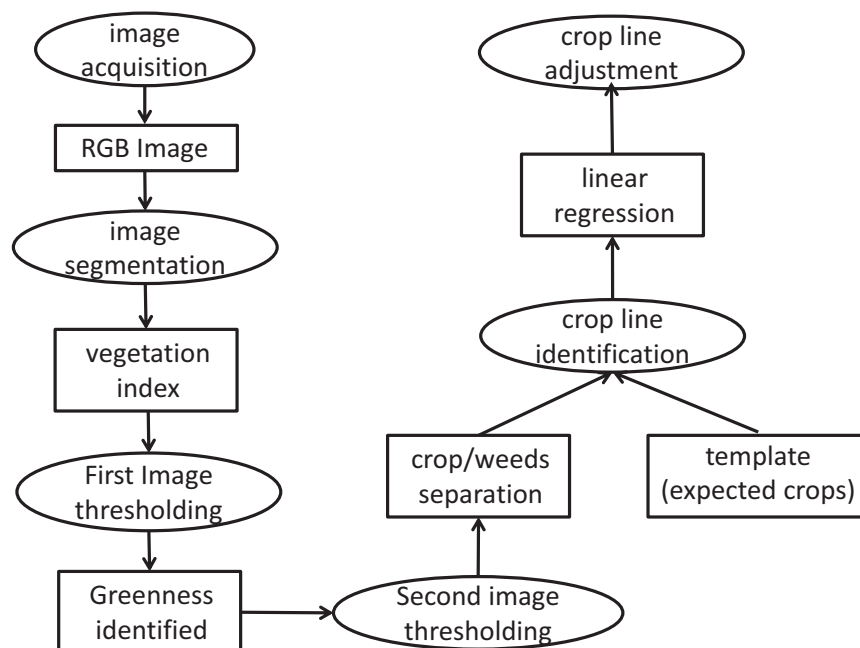 image
acquisition
RGB Image
image
segmentation
vegetation
index
First Image
thresholding
Greenness
identified
Second image
thresholding
crop/weeds
separation
template
(expected crops)
crop line
identification
linear
regression
crop line
adjustment